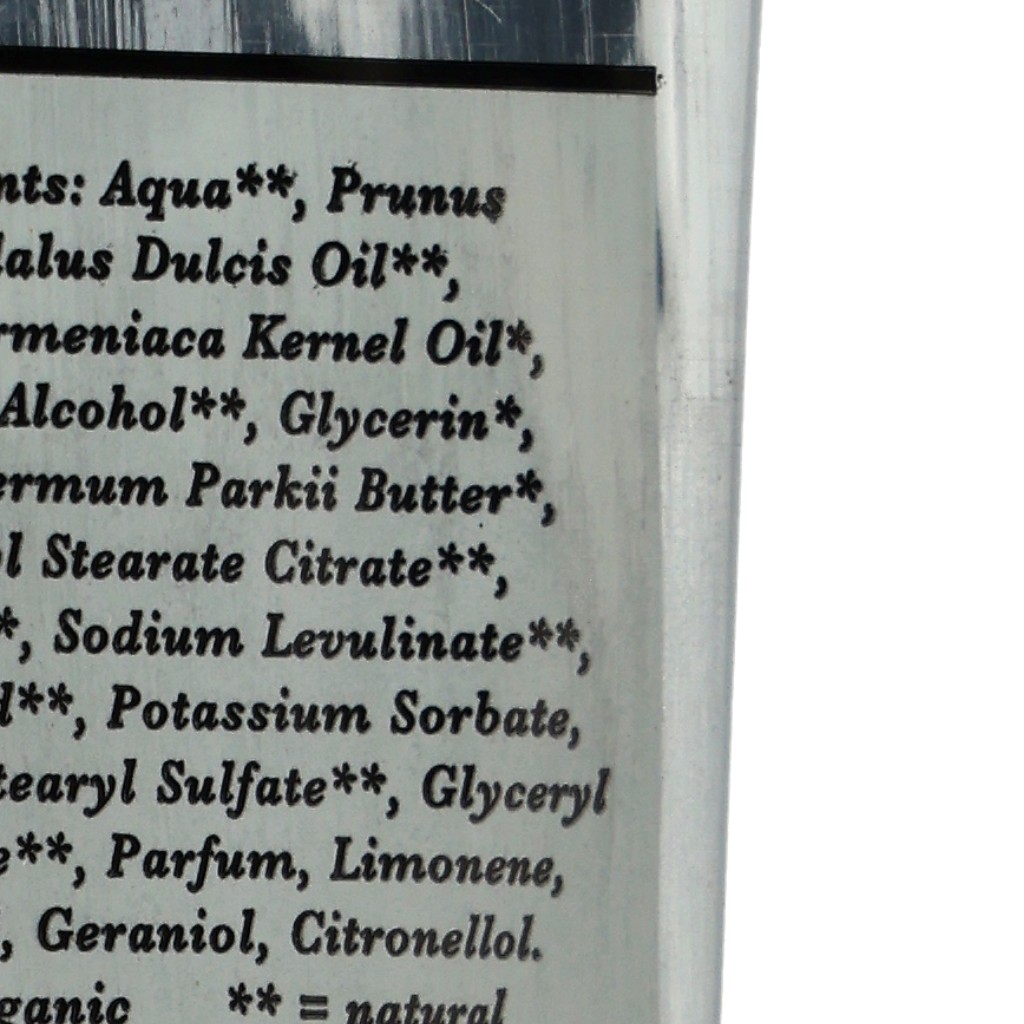 nts: Aqua**, Prunus
dalus Dulcis Oil**,
rmeniaca Kernel Oil*,
Alcohol**, Glycerin*,
ermum Parkii Butter*,
l Stearate Citrate**,
*, Sodium Levulinate**,
d**, Potassium Sorbate,
tearyl Sulfate**, Glyceryl
e**, Parfum, Limonene,
, Geraniol, Citronellol.
ganic ** = natural